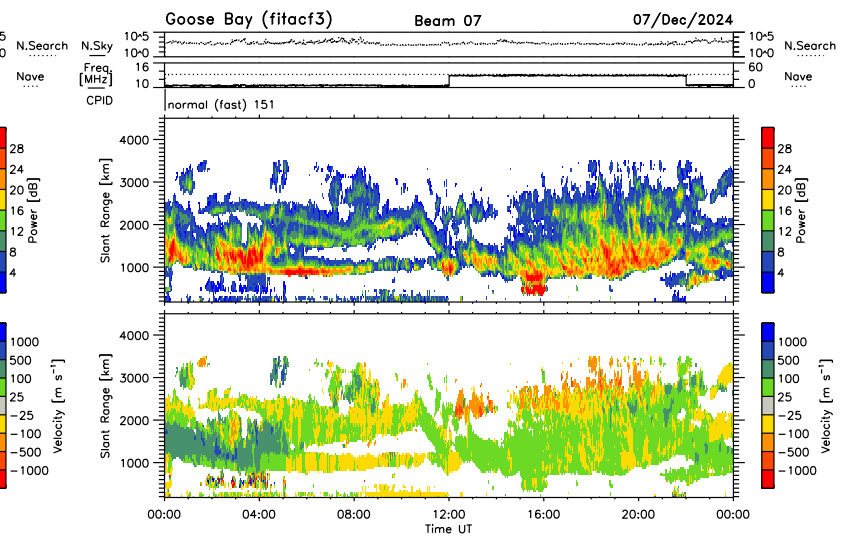 Goose Bay (fitacf3) Beam 07 07/Dec/2024
5 N.Search N.Sky 10^5 10^5 N.Search
0 10^0 10^0
Nave Freq. [MHz] 16 60 Nave
10 0
CPID normal (fast) 151
4000
28 28
24 3000 24
20 20
16 2000 16
12 12
8 1000 8
4 4
Power [dB] Slant Range [km] Power [dB]
4000
1000 1000
500 3000 500
100 100
25 2000 25
−25 −25
−100 −100
−500 1000 −500
−1000 −1000
Velocity [m s⁻¹] Slant Range [km] Velocity [m s⁻¹]
00:00 04:00 08:00 12:00 16:00 20:00 00:00
Time UT